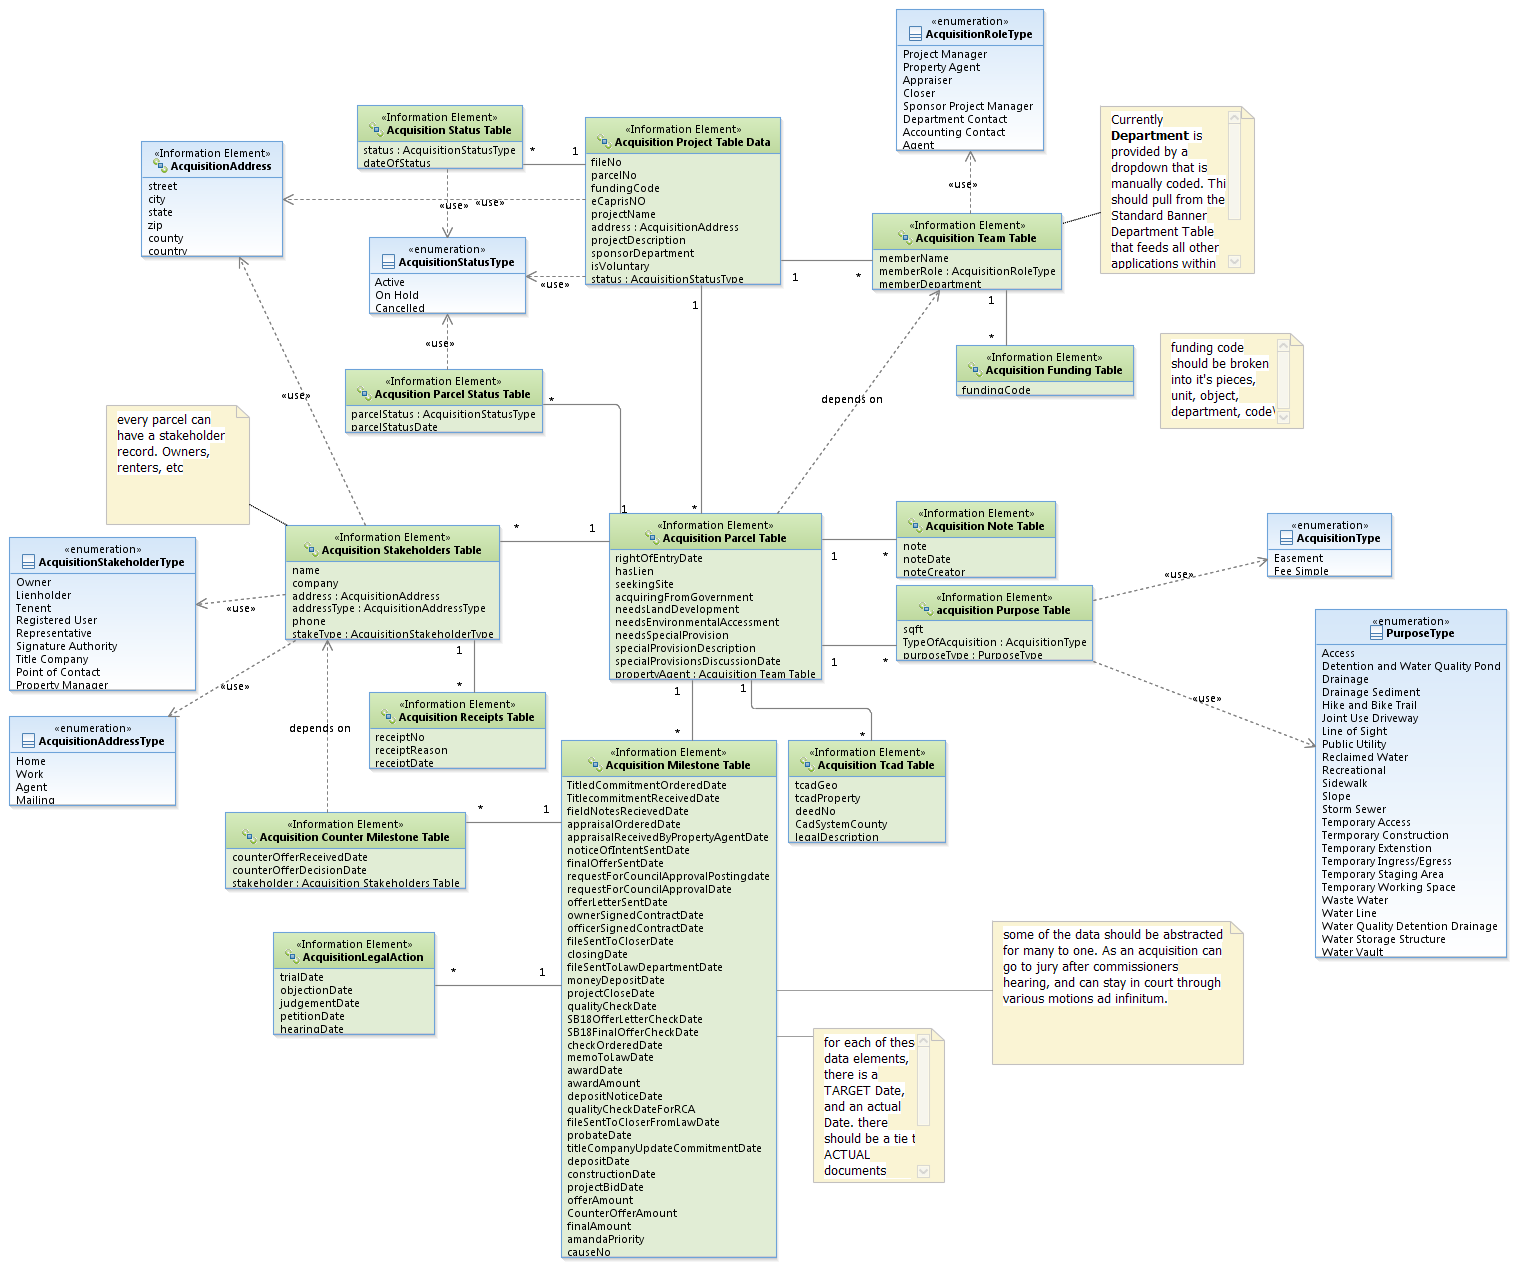 «enumeration»
AcquisitionRoleType
Project Manager
Property Agent
Appraiser
Closer
Sponsor Project Manager
Department Contact
Accounting Contact
Agent
«Information Element»
Acquisition Status Table
status : AcquisitionStatusType
dateOfStatus
«Information Element»
Acquisition Project Table Data
fileNo
parcelNo
fundingCode
eCaprisNO
projectName
address : AcquisitionAddress
projectDescription
sponsorDepartment
isVoluntary
status : AcquisitionStatusType
Currently
Department is
provided by a
dropdown that is
manually coded. Thi
should pull from the
Standard Banner
Department Table
that feeds all other
applications within
«Information Element»
AcquisitionAddress
street
city
state
zip
county
country
*
1
«use»
«use»
«use»
«enumeration»
AcquisitionStatusType
Active
On Hold
Cancelled
«use»
«Information Element»
Acquisition Team Table
memberName
memberRole : AcquisitionRoleType
memberDepartment
1
*
1
1
*
«use»
«Information Element»
Acqusition Parcel Status Table
parcelStatus : AcquisitionStatusType
parcelStatusDate
*
1
«Information Element»
Acquisition Funding Table
fundingCode
funding code
should be broken
into it's pieces,
unit, object,
department, code\
depends on
«use»
every parcel can
have a stakeholder
record. Owners,
renters, etc
*
«Information Element»
Acquisition Stakeholders Table
name
company
address : AcquisitionAddress
addressType : AcquisitionAddressType
phone
stakeType : AcquisitionStakeholderType
*
1
«Information Element»
Acquisition Parcel Table
rightOfEntryDate
hasLien
seekingSite
acquiringFromGovernment
needsLandDevelopment
needsEnvironmentalAccessment
needsSpecialProvision
specialProvisionDescription
specialProvisionsDiscussionDate
propertyAgent : Acquisition Team Table
1
*
«Information Element»
Acquisition Note Table
note
noteDate
noteCreator
«Information Element»
acquisition Purpose Table
sqft
TypeOfAcquisition : AcquisitionType
purposeType : PurposeType
1
*
«use»
«enumeration»
AcquisitionType
Easement
Fee Simple
«use»
«enumeration»
PurposeType
Access
Detention and Water Quality Pond
Drainage
Drainage Sediment
Hike and Bike Trail
Joint Use Driveway
Line of Sight
Public Utility
Reclaimed Water
Recreational
Sidewalk
Slope
Storm Sewer
Temporary Access
Termporary Construction
Temporary Extenstion
Temporary Ingress/Egress
Temporary Staging Area
Temporary Working Space
Waste Water
Water Line
Water Quality Detention Drainage
Water Storage Structure
Water Vault
«enumeration»
AcquisitionStakeholderType
Owner
Lienholder
Tenent
Registered User
Representative
Signature Authority
Title Company
Point of Contact
Property Manager
«use»
«use»
«enumeration»
AcquisitionAddressType
Home
Work
Agent
Mailing
1
*
«Information Element»
Acquisition Receipts Table
receiptNo
receiptReason
receiptDate
depends on
1
*
1
*
«Information Element»
Acquisition Milestone Table
TitledCommitmentOrderedDate
TitlecommitmentReceivedDate
fieldNotesRecievedDate
appraisalOrderedDate
appraisalReceivedByPropertyAgentDate
noticeOfIntentSentDate
finalOfferSentDate
requestForCouncilApprovalPostingdate
requestForCouncilApprovalDate
offerLetterSentDate
ownerSignedContractDate
officerSignedContractDate
fileSentToCloserDate
closingDate
fileSentToLawDepartmentDate
moneyDepositDate
projectCloseDate
qualityCheckDate
SB18OfferLetterCheckDate
SB18FinalOfferCheckDate
checkOrderedDate
memoToLawDate
awardDate
awardAmount
depositNoticeDate
qualityCheckDateForRCA
fileSentToCloserFromLawDate
probateDate
titleCompanyUpdateCommitmentDate
depositDate
constructionDate
projectBidDate
offerAmount
CounterOfferAmount
finalAmount
amandaPriority
causeNo
«Information Element»
Acquisition Tcad Table
tcadGeo
tcadProperty
deedNo
CadSystemCounty
legalDescription
«Information Element»
Acquisition Counter Milestone Table
counterOfferReceivedDate
counterOfferDecisionDate
stakeholder : Acquisition Stakeholders Table
*
1
«Information Element»
AcquisitionLegalAction
trialDate
objectionDate
judgementDate
petitionDate
hearingDate
*
1
some of the data should be abstracted
for many to one. As an acquisition can
go to jury after commissioners
hearing, and can stay in court through
various motions ad infinitum.
for each of thes
data elements,
there is a
TARGET Date,
and an actual
Date. there
should be a tie t
ACTUAL
documents